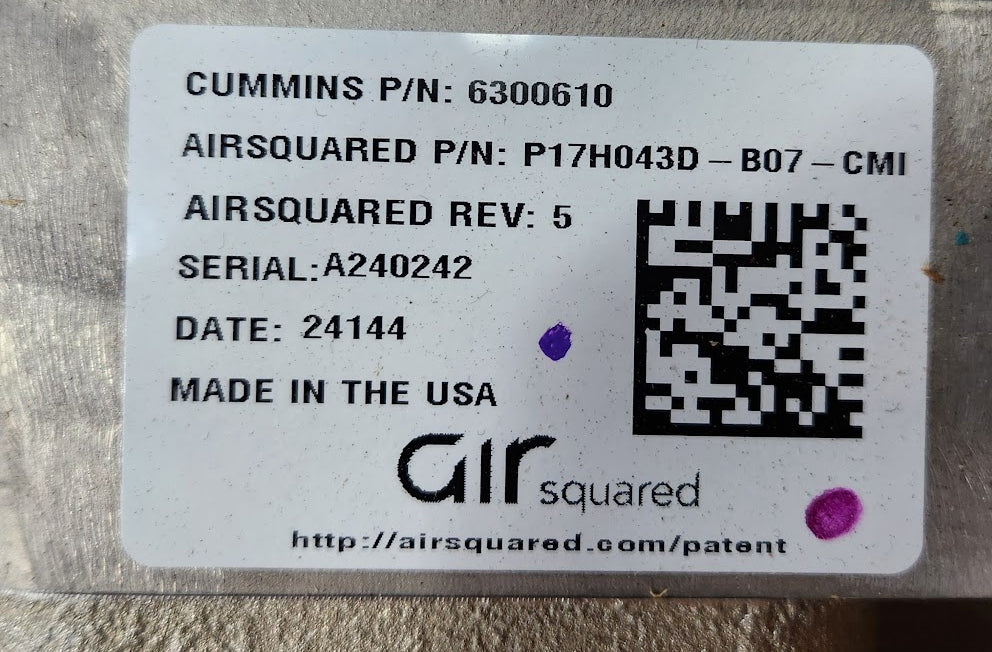 CUMMINS P/N: 6300610
AIRSQUARED P/N: P17H043D – B07 – CMI
AIRSQUARED REV: 5
SERIAL:A240242
DATE: 24144
MADE IN THE USA
air squared
http://airsquared.com/patent